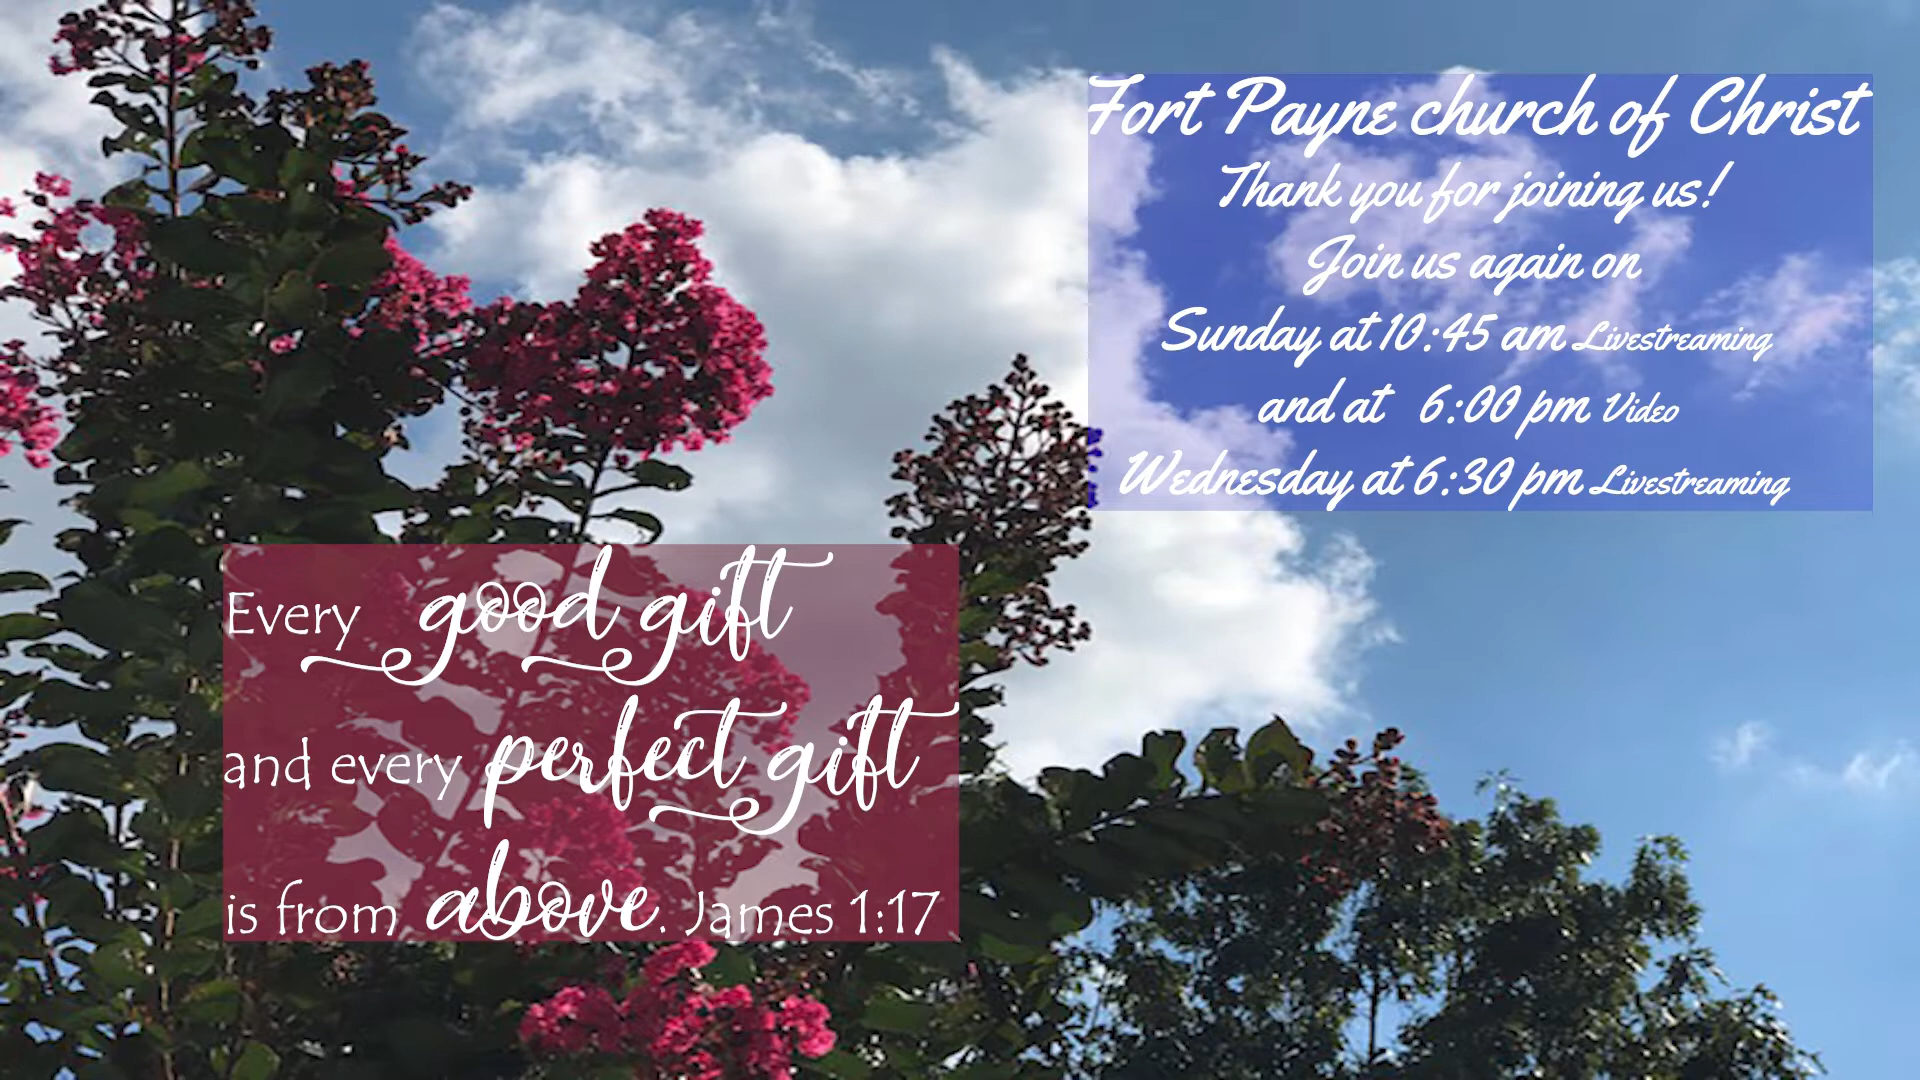 Fort Payne church of Christ
Thank you for joining us!
Join us again on
Sunday at 10:45 am Livestreaming
and at 6:00 pm Video
Wednesday at 6:30 pm Livestreaming
Every good gift
and every perfect gift
is from above. James 1:17